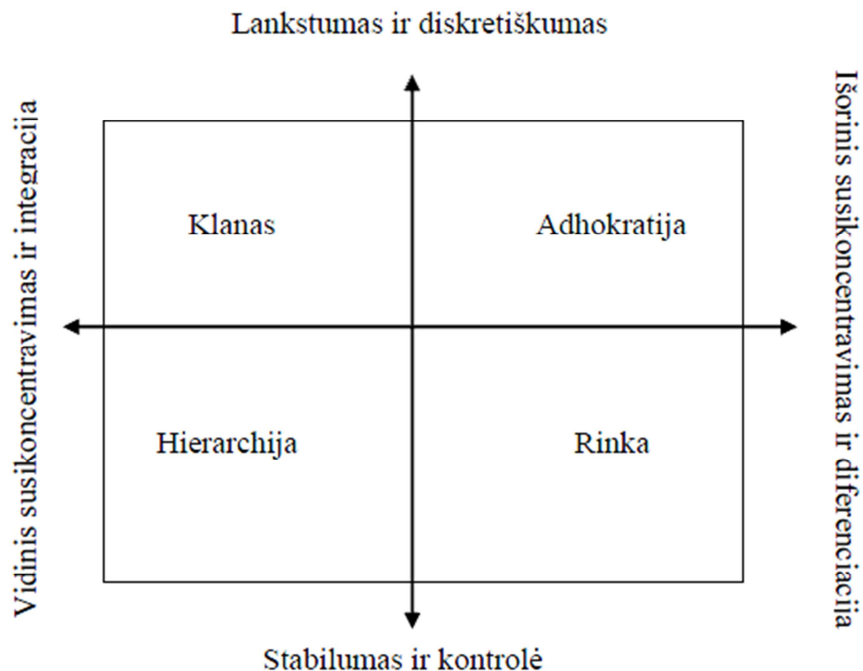 Lankstumas ir diskretiškumas
Vidinis susikoncentravimas ir integracija
Išorinis susikoncentravimas ir diferenciacija
Klanas
Adhokratija
Hierarchija
Rinka
Stabilumas ir kontrolė